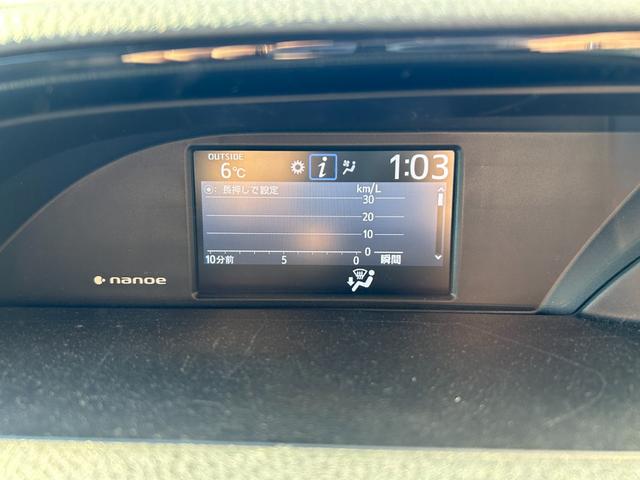 OUTSIDE
6℃
i
1:03
: 長押しで設定
km/L
30
20
10
0
10分前 5 0 瞬間
nanoe